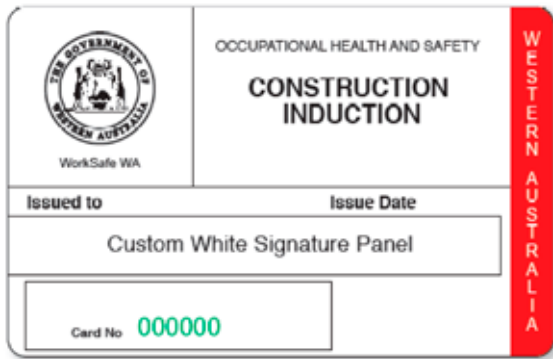 THE GOVERNMENT OF
WESTERN AUSTRALIA
WorkSafe WA
OCCUPATIONAL HEALTH AND SAFETY
CONSTRUCTION
INDUCTION
Issued to Issue Date
Custom White Signature Panel
Card No 000000
WESTERN AUSTRALIA